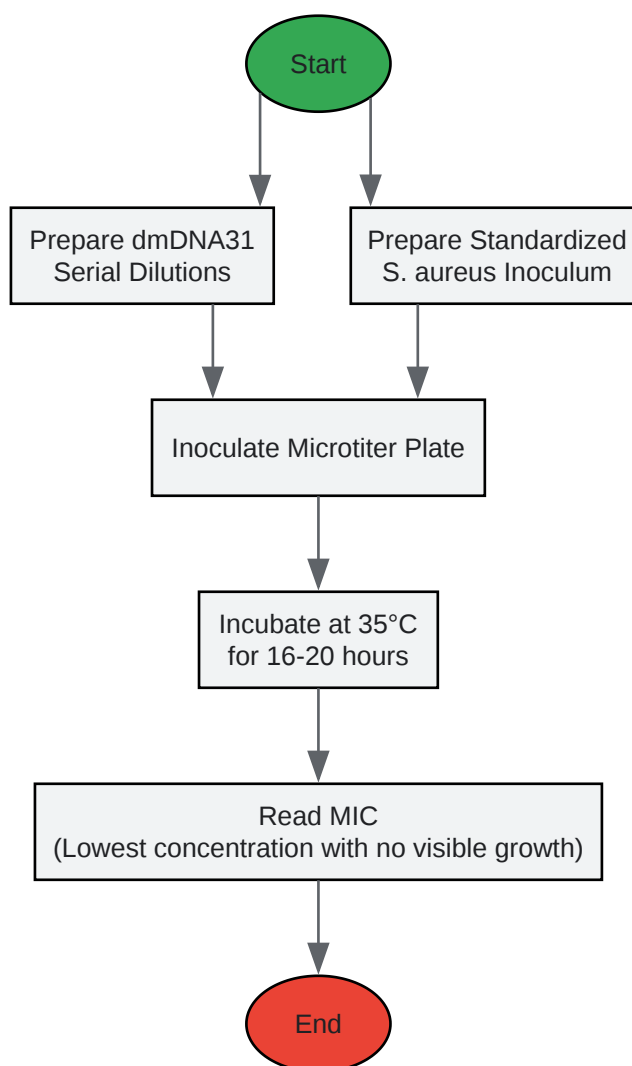 Start
Prepare dmDNA31
Serial Dilutions
Prepare Standardized
S. aureus Inoculum
Inoculate Microtiter Plate
Incubate at 35°C
for 16-20 hours
Read MIC
(Lowest concentration with no visible growth)
End